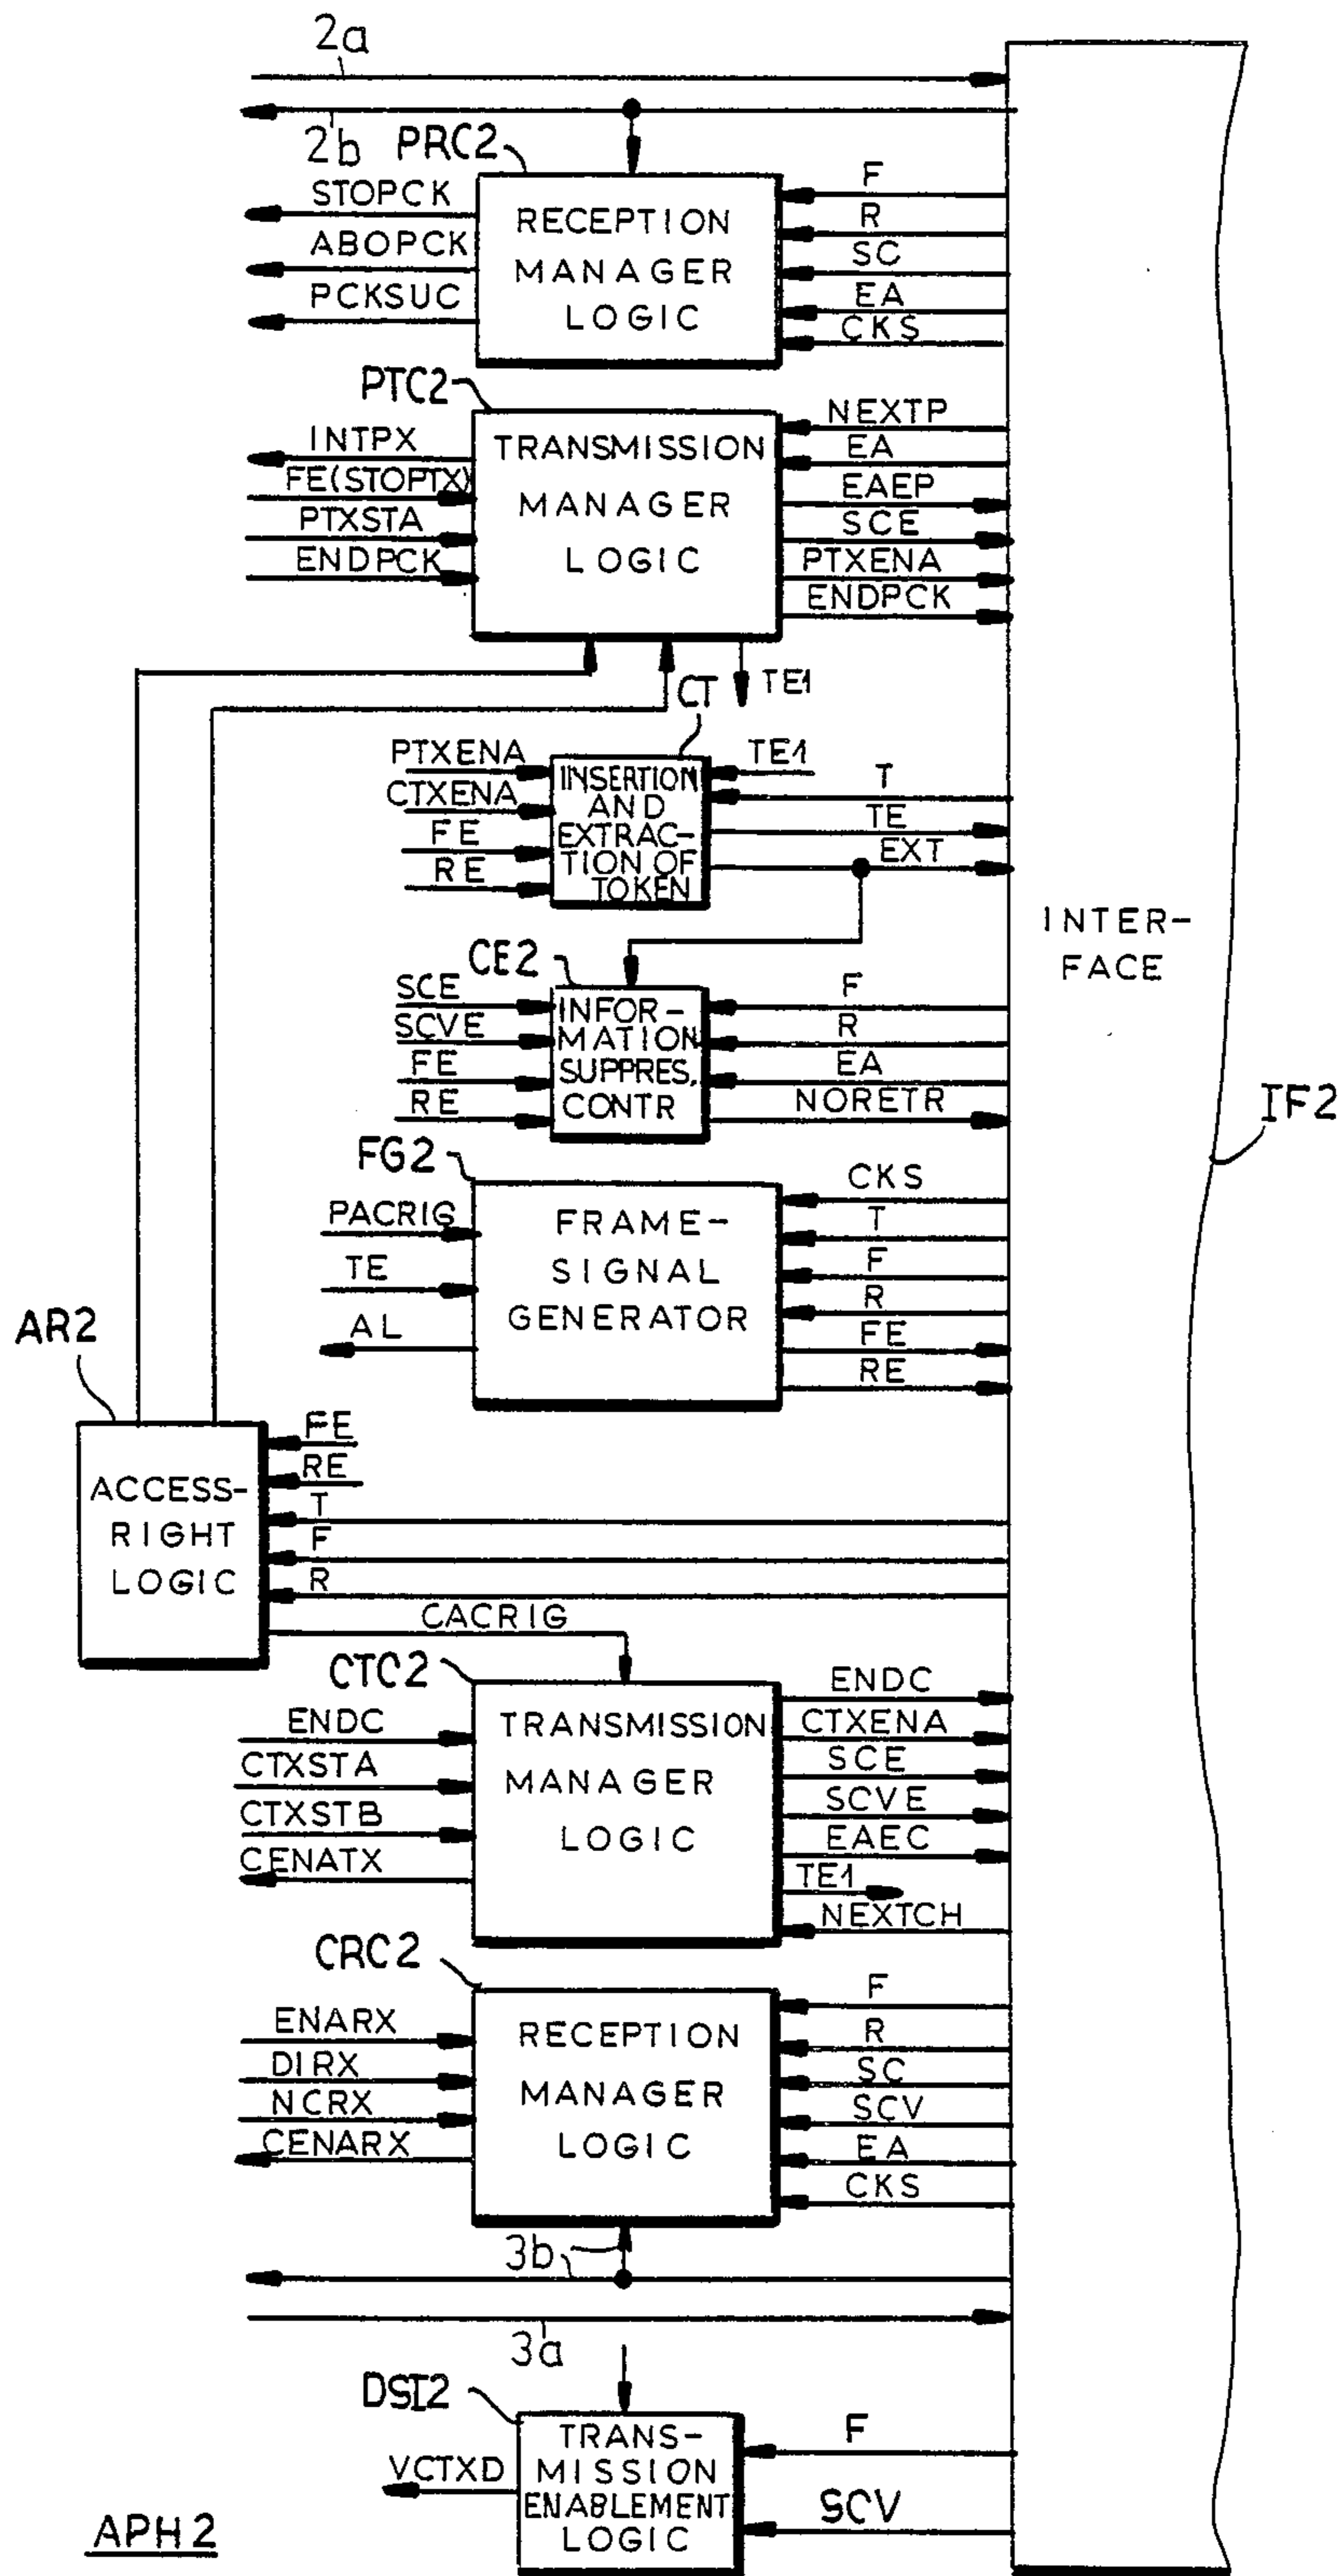 2a
2b
PRC2
STOPCK
ABOPCK
PCKSUC
RECEPTION
MANAGER
LOGIC
F
R
SC
EA
CKS
PTC2
INTPX
FE(STOPTX)
PTXSTA
ENDPCK
TRANSMISSION
MANAGER
LOGIC
NEXTP
EA
EAEP
SCE
PTXENA
ENDPCK
TE1
CT
PTXENA
CTXENA
FE
RE
INSERTION
AND
EXTRAC-
TION OF
TOKEN
TE1
T
TE
EXT
INTER-
FACE
IF2
CE2
SCE
SCVE
FE
RE
INFOR-
MATION
SUPPRES.
CONTR
F
R
EA
NORETR
FG2
PACRIG
TE
AL
FRAME-
SIGNAL
GENERATOR
CKS
T
F
R
FE
RE
AR2
ACCESS-
RIGHT
LOGIC
FE
RE
T
F
R
CACRIG
CTC2
ENDC
CTXSTA
CTXSTB
CENATX
TRANSMISSION
MANAGER
LOGIC
ENDC
CTXENA
SCE
SCVE
EAEC
TE1
NEXTCH
CRC2
ENARX
DIRX
NCRX
CENARX
RECEPTION
MANAGER
LOGIC
F
R
SC
SCV
EA
CKS
3b
3a
DSI2
VCTXD
TRANS-
MISSION
ENABLEMENT
LOGIC
F
SCV
APH2